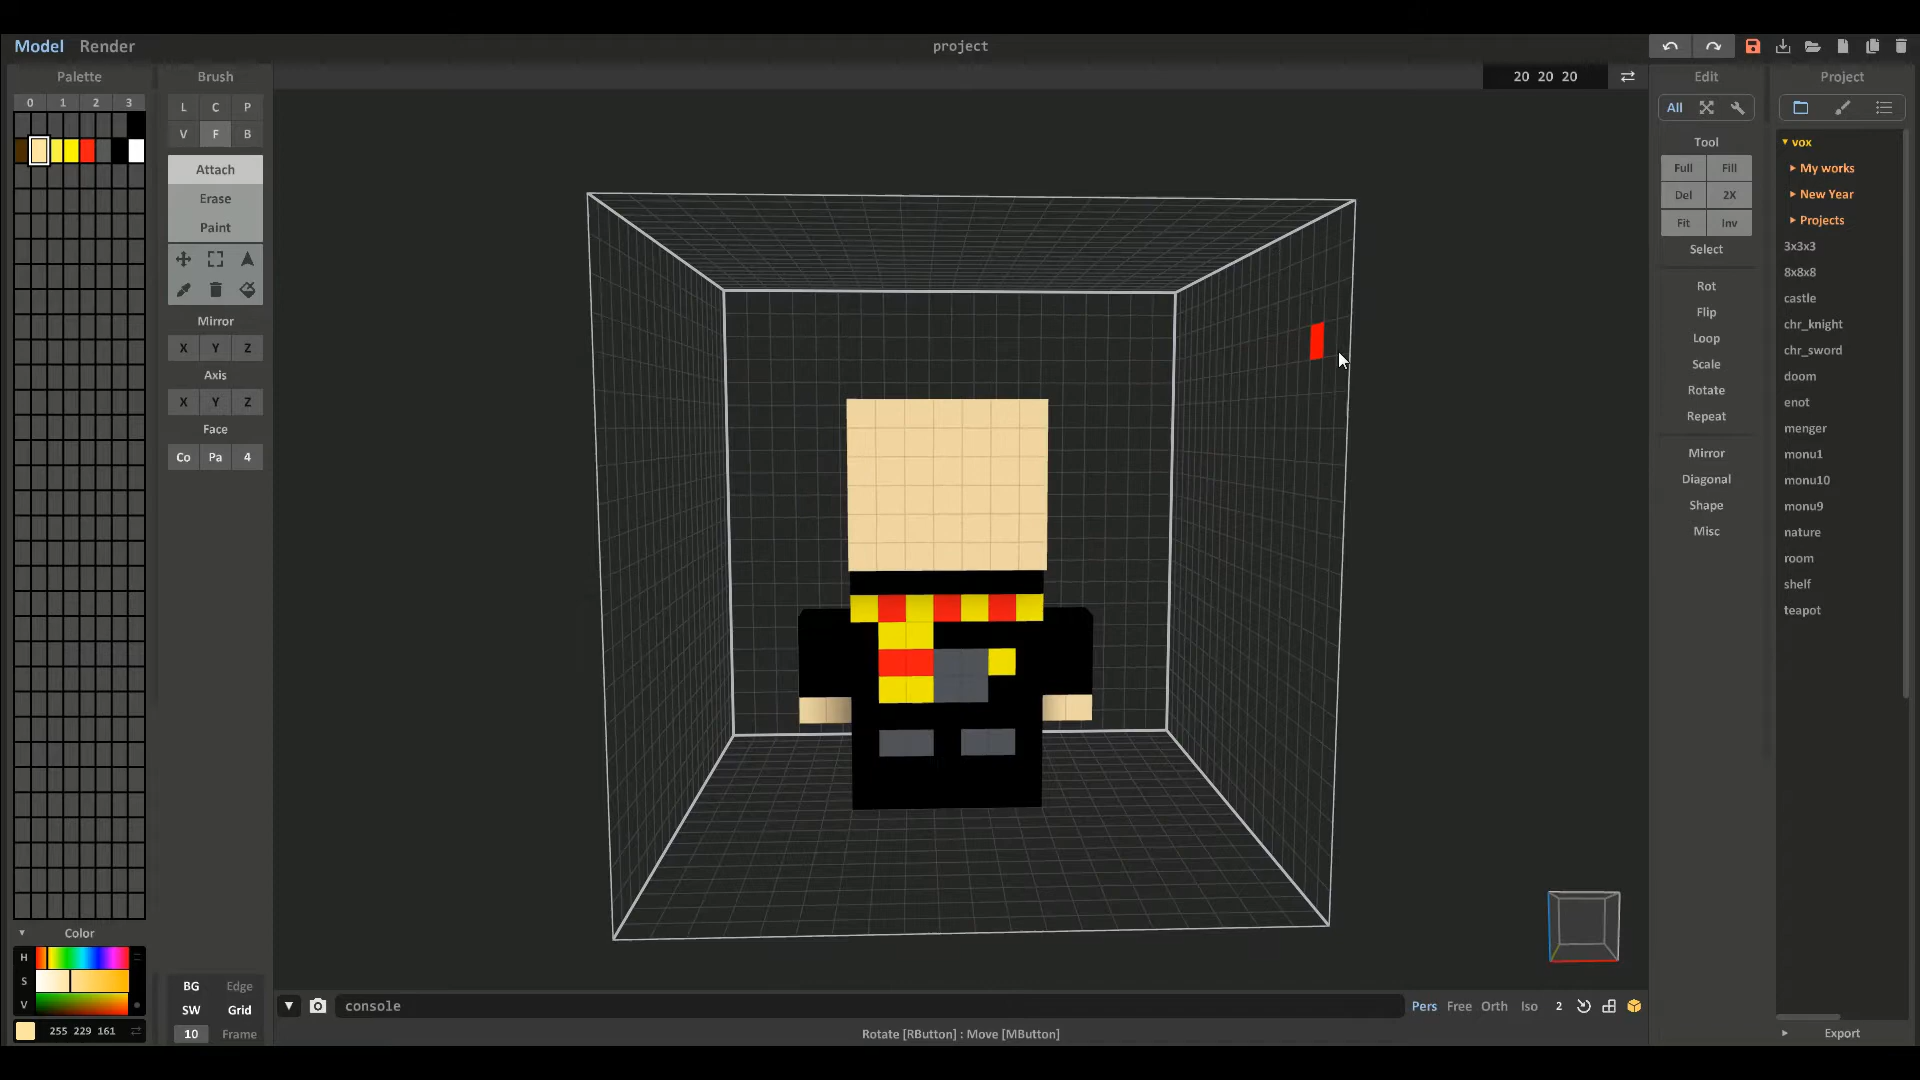 Model Render
project
Palette
Brush
20 20 20
Edit
Project
0 1 2 3
L C P
V F B
All
Attach
Erase
Paint
Tool
Full Fill
Del 2X
Fit Inv
Select
vox
My works
New Year
Projects
3x3x3
8x8x8
castle
chr_knight
chr_sword
doom
enot
menger
monu1
monu10
monu9
nature
room
shelf
teapot
Mirror
X Y Z
Axis
X Y Z
Face
Co Pa 4
Rot
Flip
Loop
Scale
Rotate
Repeat
Mirror
Diagonal
Shape
Misc
Color
H
S
V
255 229 161
BG Edge
SW Grid
10 Frame
console
Pers Free Orth Iso 2
Rotate [RButton] : Move [MButton]
Export